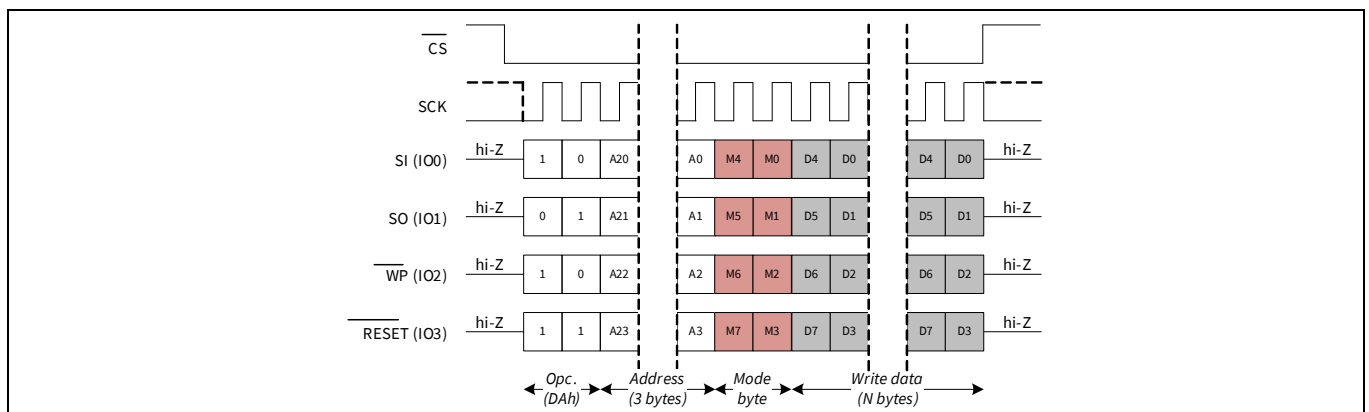 CS
SCK
SI (IO0) hi-Z 1 0 A20 A0 M4 M0 D4 D0 D4 D0 hi-Z
SO (IO1) hi-Z 0 1 A21 A1 M5 M1 D5 D1 D5 D1 hi-Z
WP (IO2) hi-Z 1 0 A22 A2 M6 M2 D6 D2 D6 D2 hi-Z
RESET (IO3) hi-Z 1 1 A23 A3 M7 M3 D7 D3 D7 D3 hi-Z
Opc. Address Mode Write data
(DAh) (3 bytes) byte (N bytes)